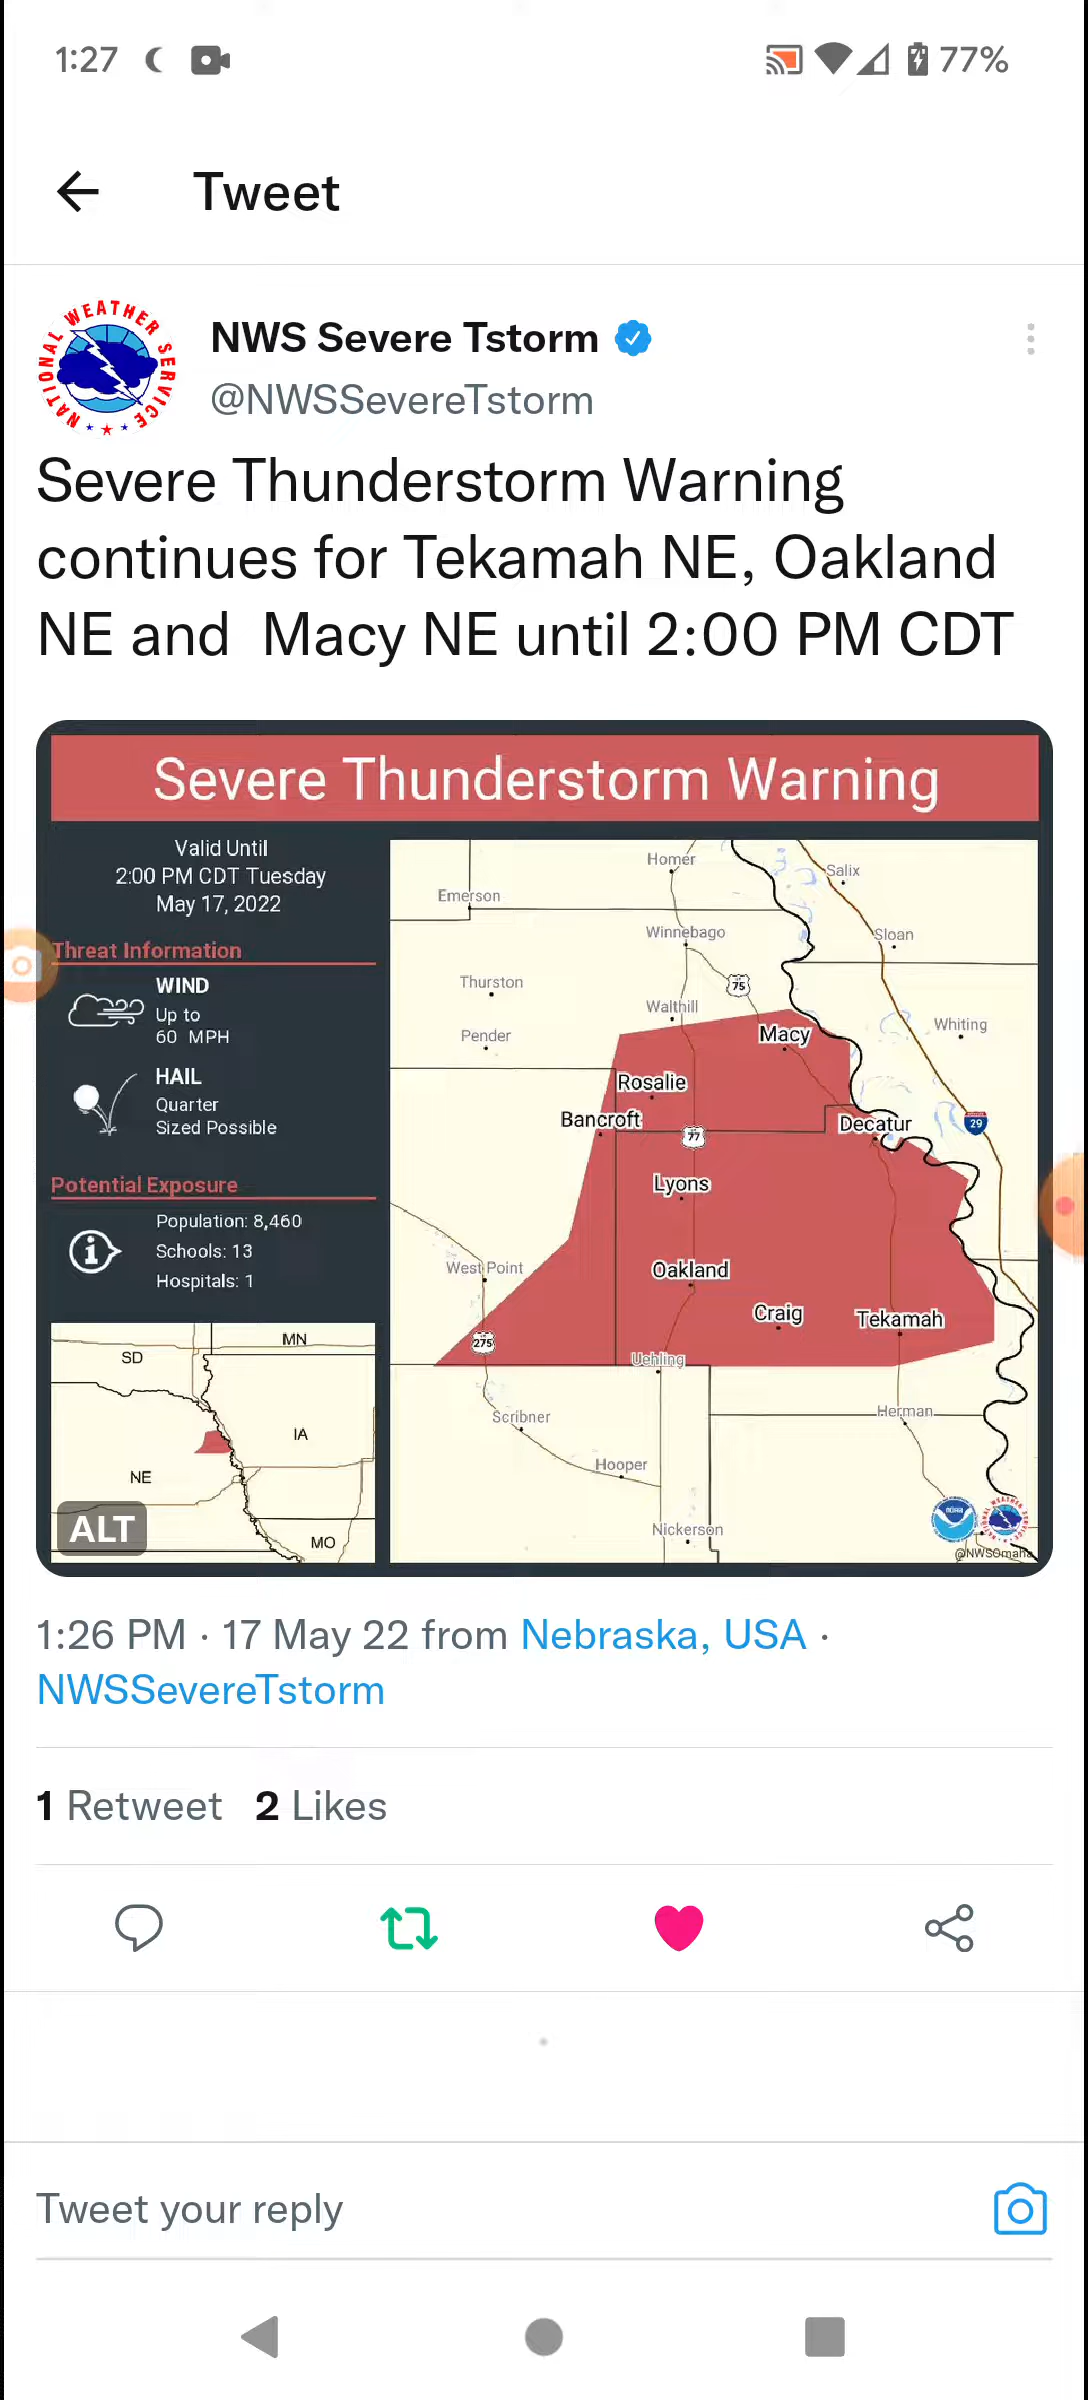 1:27
77%
Tweet
NATIONAL WEATHER SERVICE
NWS Severe Tstorm
@NWSSevereTstorm
Severe Thunderstorm Warning
continues for Tekamah NE, Oakland
NE and  Macy NE until 2:00 PM CDT
Severe Thunderstorm Warning
Valid Until
2:00 PM CDT Tuesday
May 17, 2022
Threat Information
WIND
Up to
60 MPH
HAIL
Quarter
Sized Possible
Potential Exposure
Population: 8,460
Schools: 13
Hospitals: 1
SD
MN
IA
NE
MO
ALT
Homer
Salix
Emerson
Winnebago
Sloan
Thurston
75
Walthill
Whiting
Pender
Macy
Rosalie
Bancroft
77
Decatur
29
Lyons
West Point
Oakland
Craig
Tekamah
275
Uehling
Scribner
Herman
Hooper
Nickerson
@NWSOmaha
1:26 PM · 17 May 22 from Nebraska, USA ·
NWSSevereTstorm
1 Retweet 2 Likes
Tweet your reply